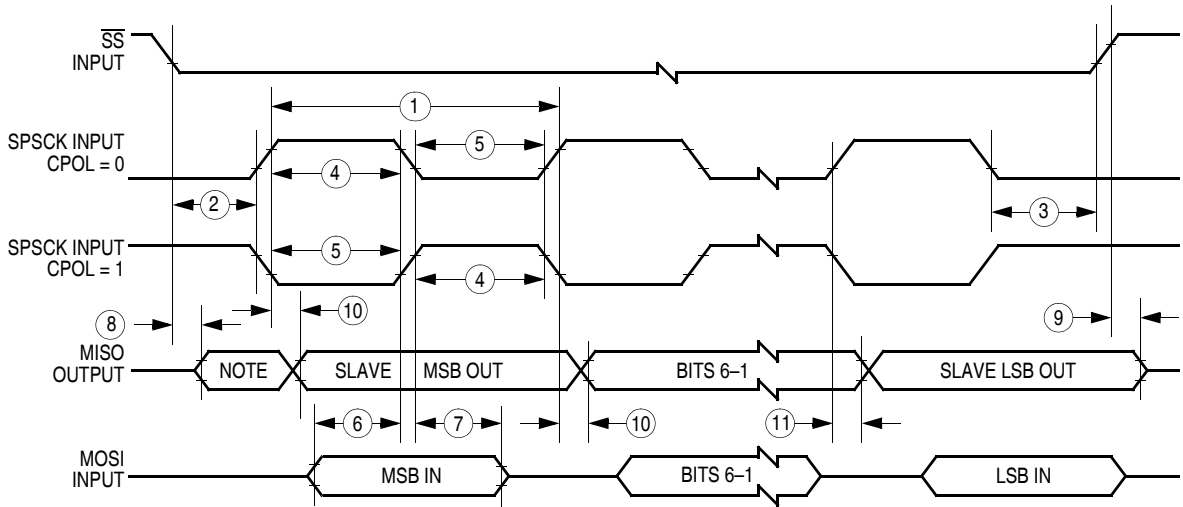 SS
INPUT
1
SPSCK INPUT
CPOL = 0
5
4
2
3
SPSCK INPUT
CPOL = 1
5
4
8
10
9
MISO
OUTPUT
NOTE
SLAVE MSB OUT
BITS 6–1
SLAVE LSB OUT
6
7
10
11
MOSI
INPUT
MSB IN
BITS 6–1
LSB IN